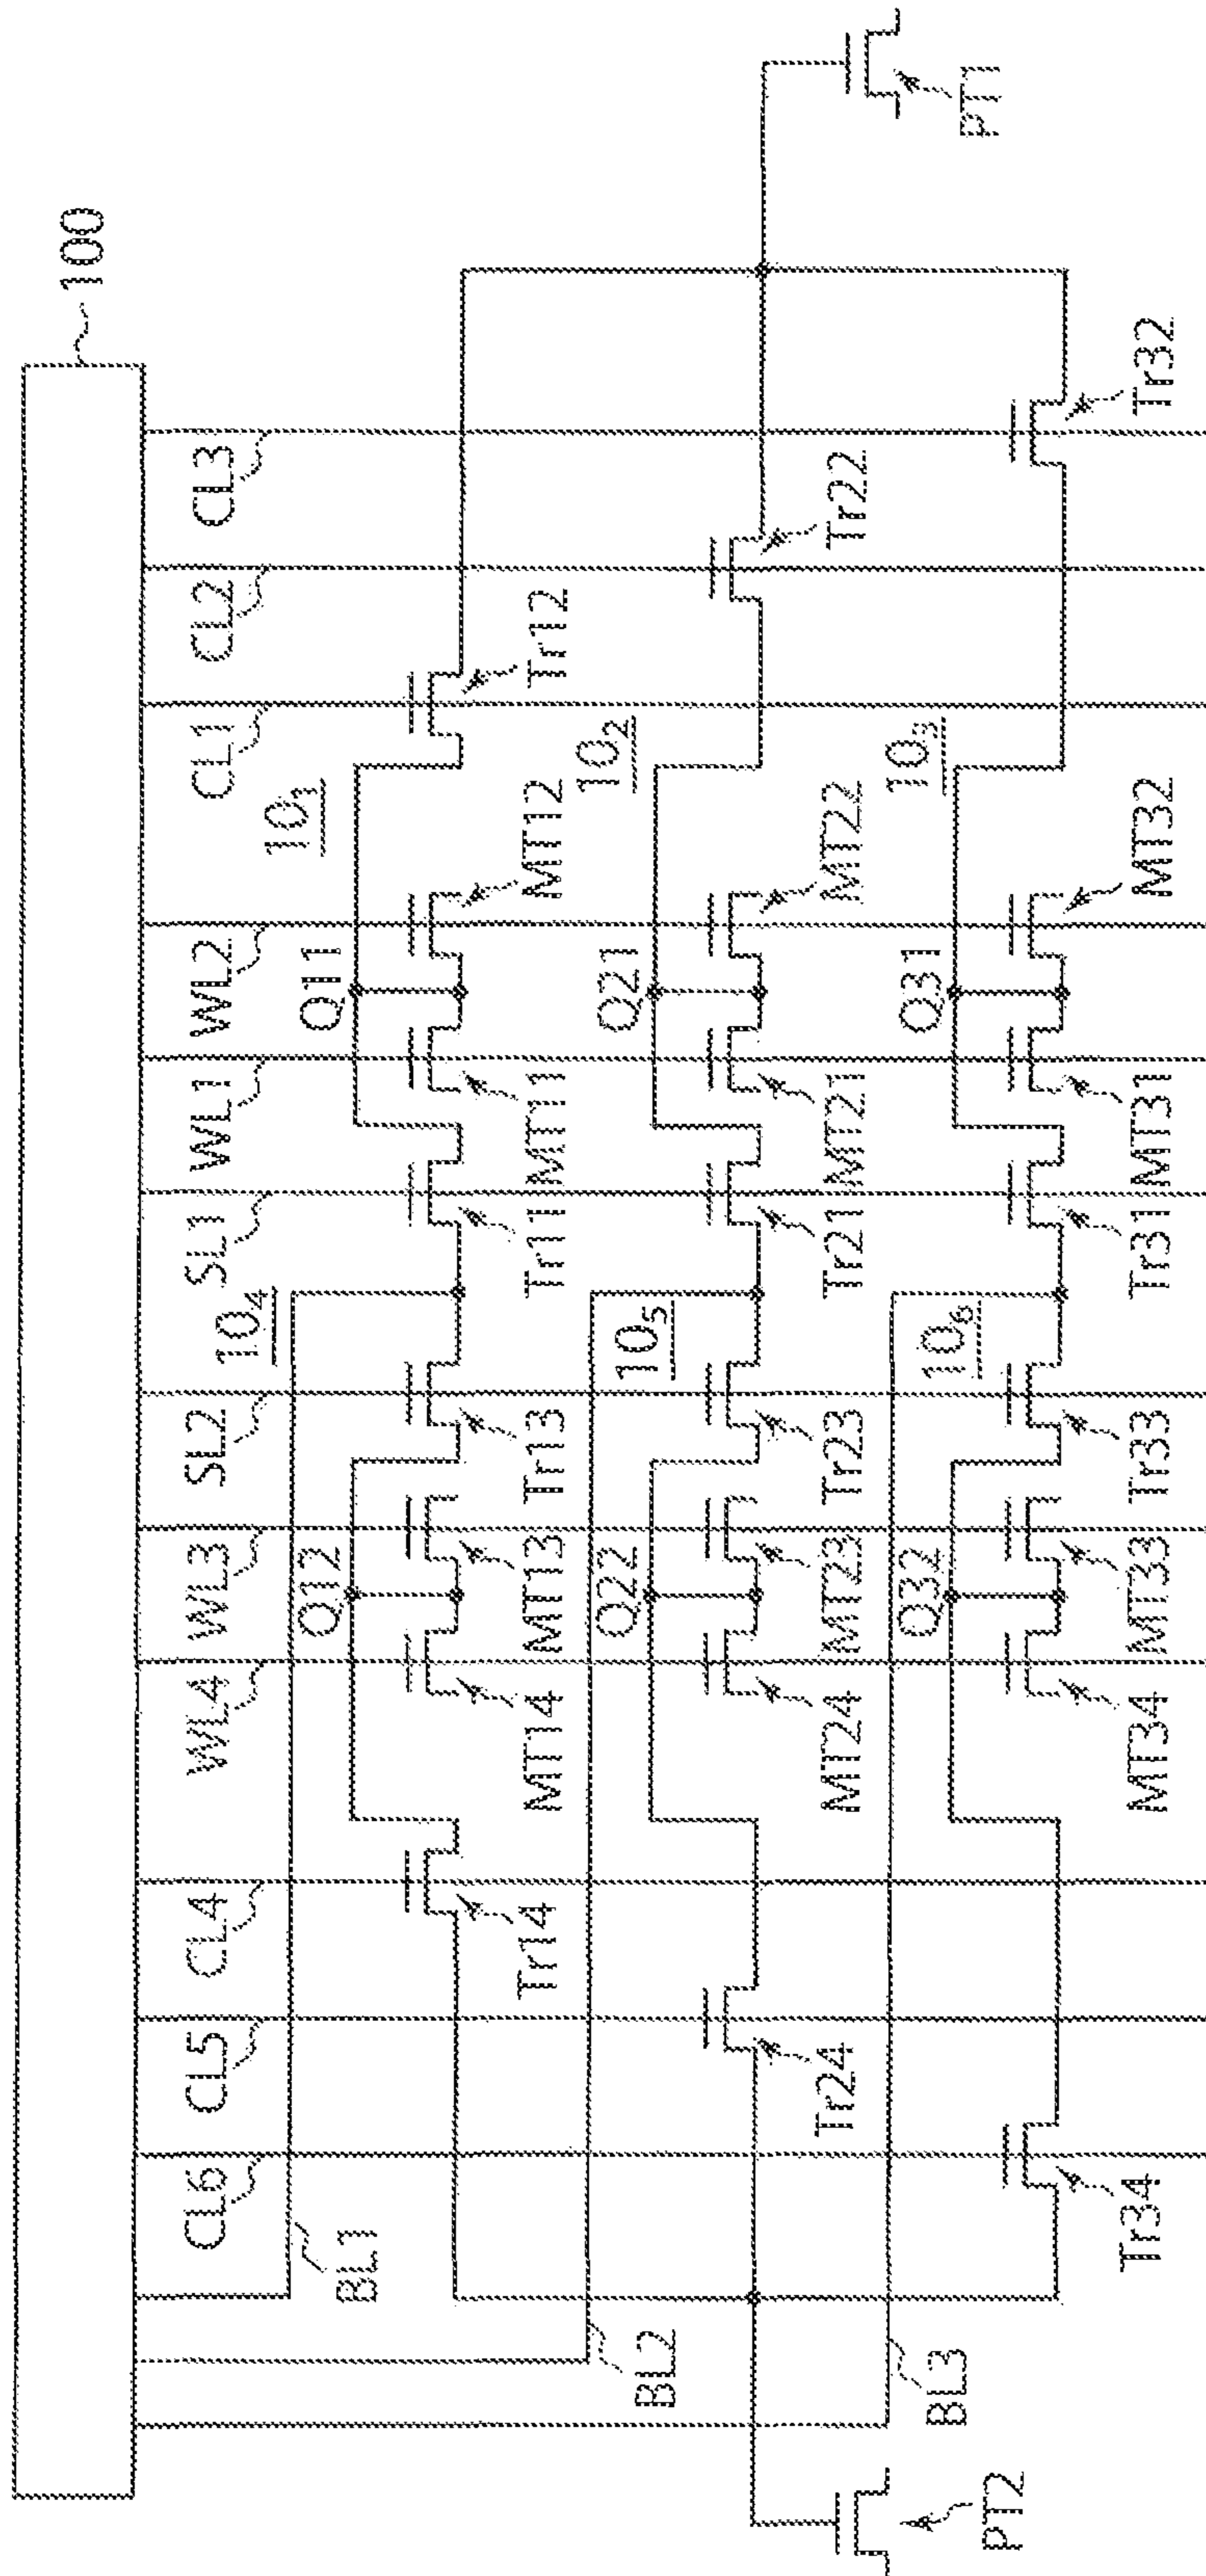 100
CL6
CL5
CL4
WL4
WL3
SL2
SL1
WL1
WL2
CL1
CL2
CL3
10₄
10₁
BL1
Q12
Q11
Tr14
MT14
MT13
Tr13
Tr11
MT11
MT12
Tr12
10₅
10₂
BL2
Q22
Q21
Tr24
MT24
MT23
Tr23
Tr21
MT21
MT22
Tr22
10₆
10₃
BL3
Q32
Q31
PT2
PT1
Tr34
MT34
MT33
Tr33
Tr31
MT31
MT32
Tr32